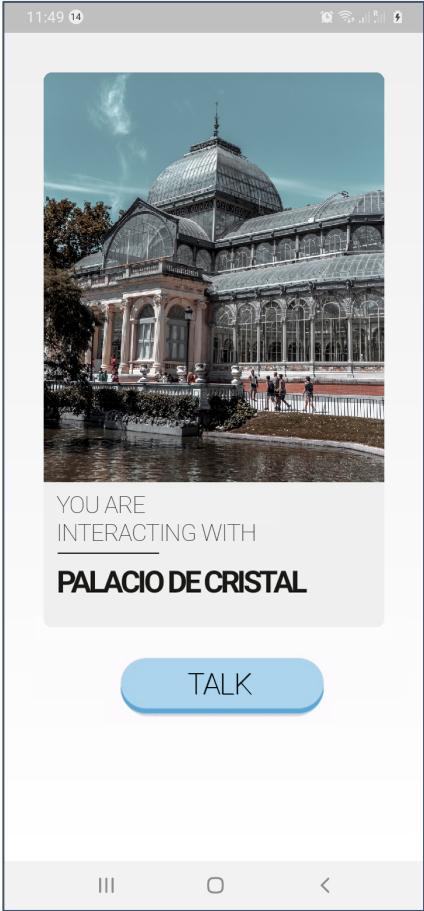 11:49 14
YOU ARE
INTERACTING WITH
PALACIO DE CRISTAL
TALK